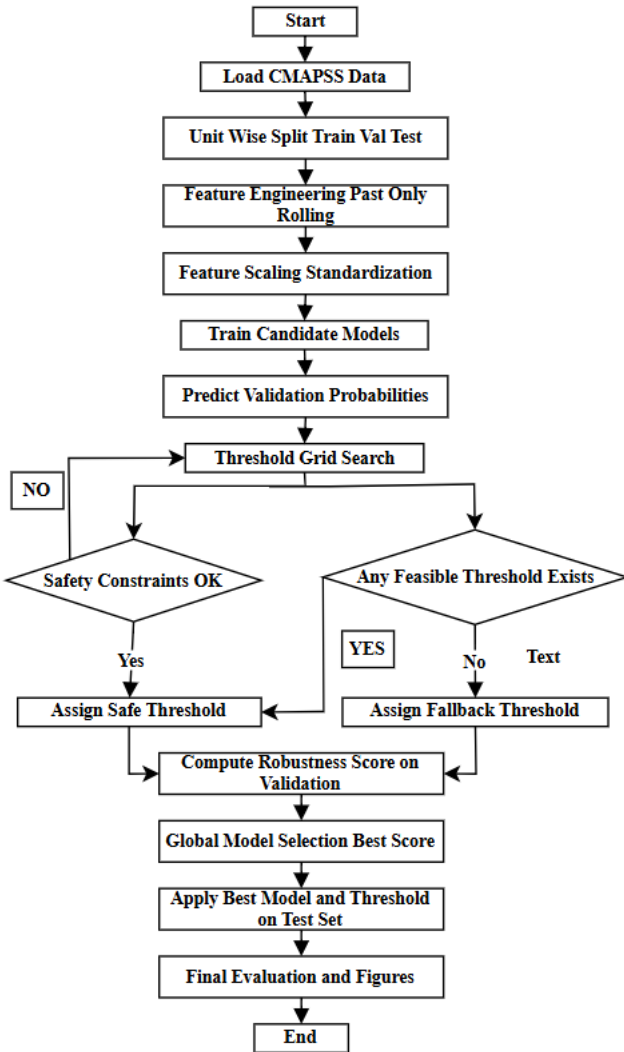 Start
Load CMAPSS Data
Unit Wise Split Train Val Test
Feature Engineering Past Only
Rolling
Feature Scaling Standardization
Train Candidate Models
Predict Validation Probabilities
Threshold Grid Search
NO
Safety Constraints OK
Any Feasible Threshold Exists
Yes
YES
No
Text
Assign Safe Threshold
Assign Fallback Threshold
Compute Robustness Score on
Validation
Global Model Selection Best Score
Apply Best Model and Threshold
on Test Set
Final Evaluation and Figures
End